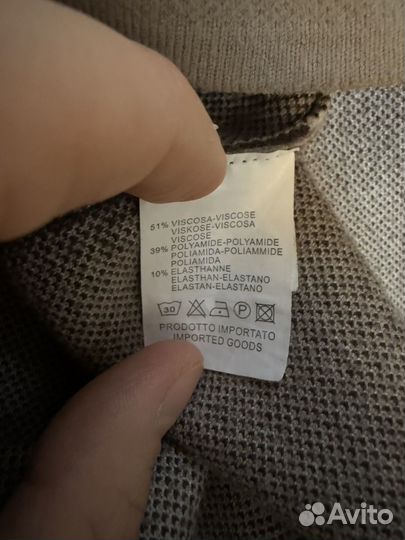 51% VISCOSA-VISCOSE
VISKOSE-VISCOSA
VISCOSE
39% POLYAMIDE-POLYAMIDE
POLIAMIDA-POLIAMMIDE
POLIAMIDA
10% ELASTHANNE
ELASTHAN-ELASTANO
ELASTAN-ELASTANO
30 P
PRODOTTO IMPORTATO
IMPORTED GOODS
Avito